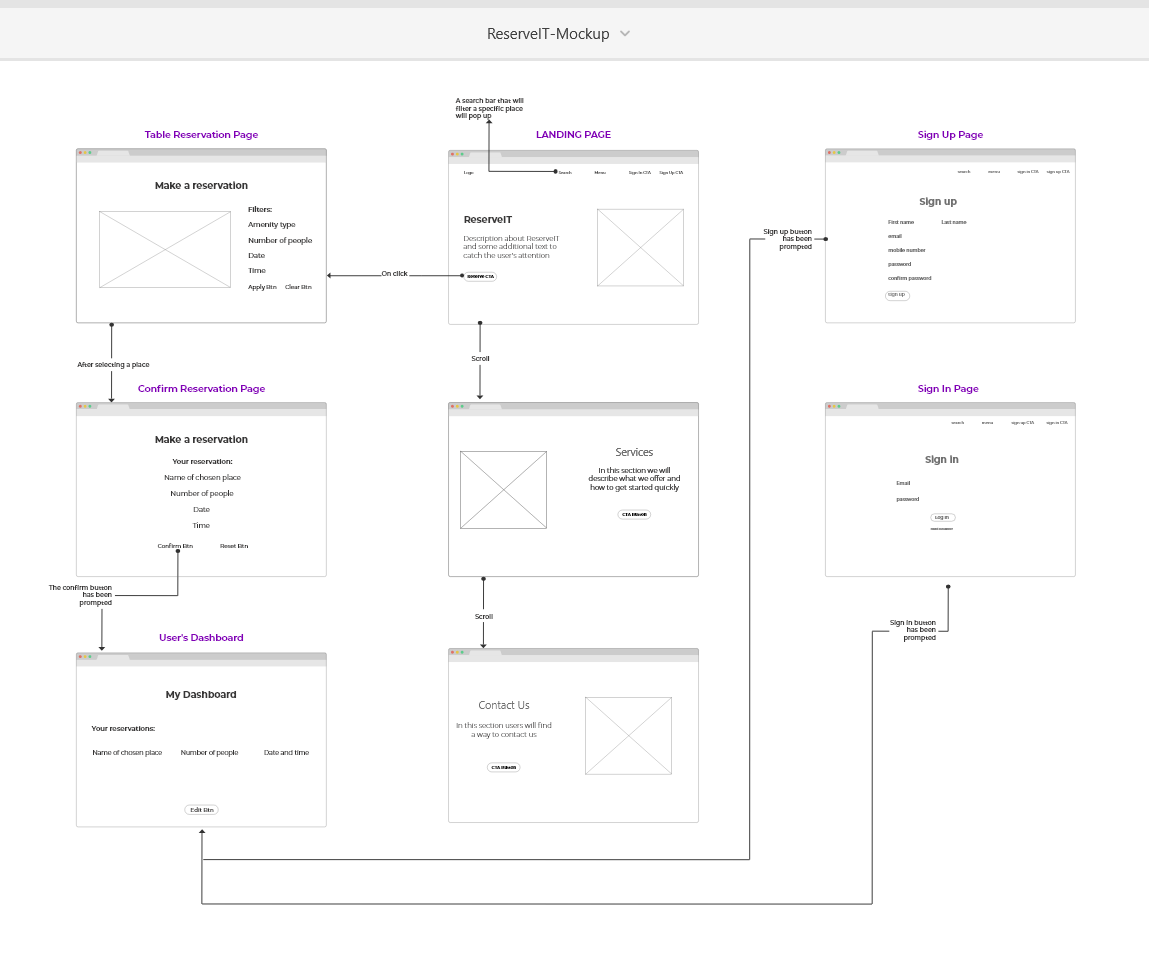 ReserveIT-Mockup
A search bar that will
filter a specific place
will pop up
Table Reservation Page
LANDING PAGE
Sign Up Page
Make a reservation
Filters:
Amenity type
Number of people
Date
Time
Apply Btn
Clear Btn
Logo
Search
Menu
Sign In CTA
Sign Up CTA
ReserveIT
Description about ReserveIT
and some additional text to
catch the user's attention
Reserve CTA
On click
search
menu
sign in CTA
sign up CTA
Sign up
First name
Last name
email
mobile number
password
confirm password
sign up
Sign up button
has been
prompted
After selecting a place
Scroll
Confirm Reservation Page
Sign In Page
Make a reservation
Your reservation:
Name of chosen place
Number of people
Date
Time
Confirm Btn
Reset Btn
Services
In this section we will
describe what we offer and
how to get started quickly
CTA Button
search
menu
sign up CTA
sign in CTA
Sign in
Email
password
Log in
The confirm button
has been
prompted
Scroll
Sign in button
has been
prompted
User's Dashboard
My Dashboard
Your reservations:
Name of chosen place
Number of people
Date and time
Edit Btn
Contact Us
In this section users will find
a way to contact us
CTA Button